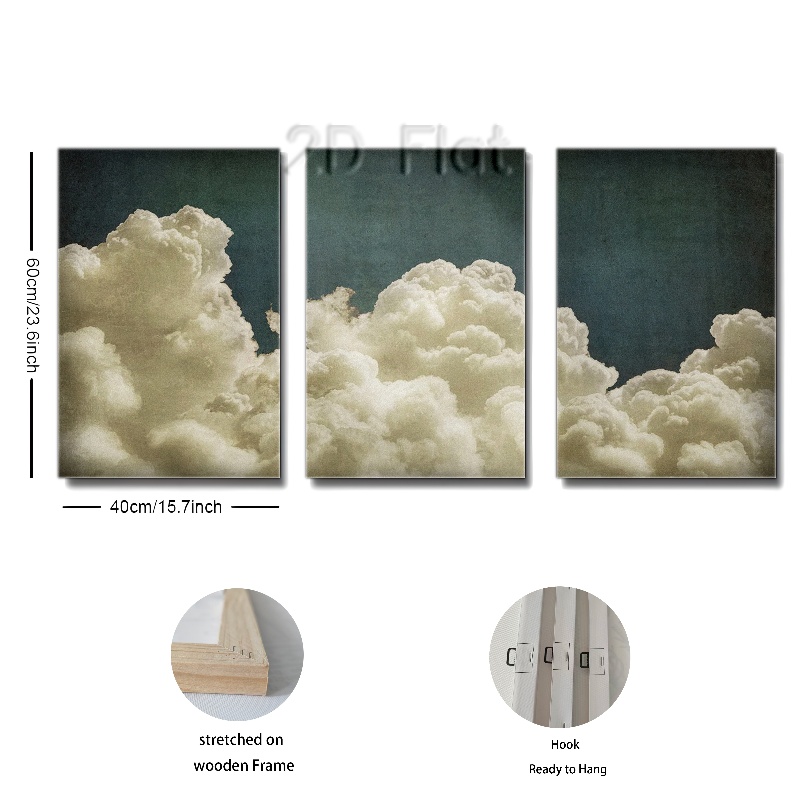 2D Flat
60cm/23.6inch
40cm/15.7inch
stretched on
wooden Frame
Hook
Ready to Hang